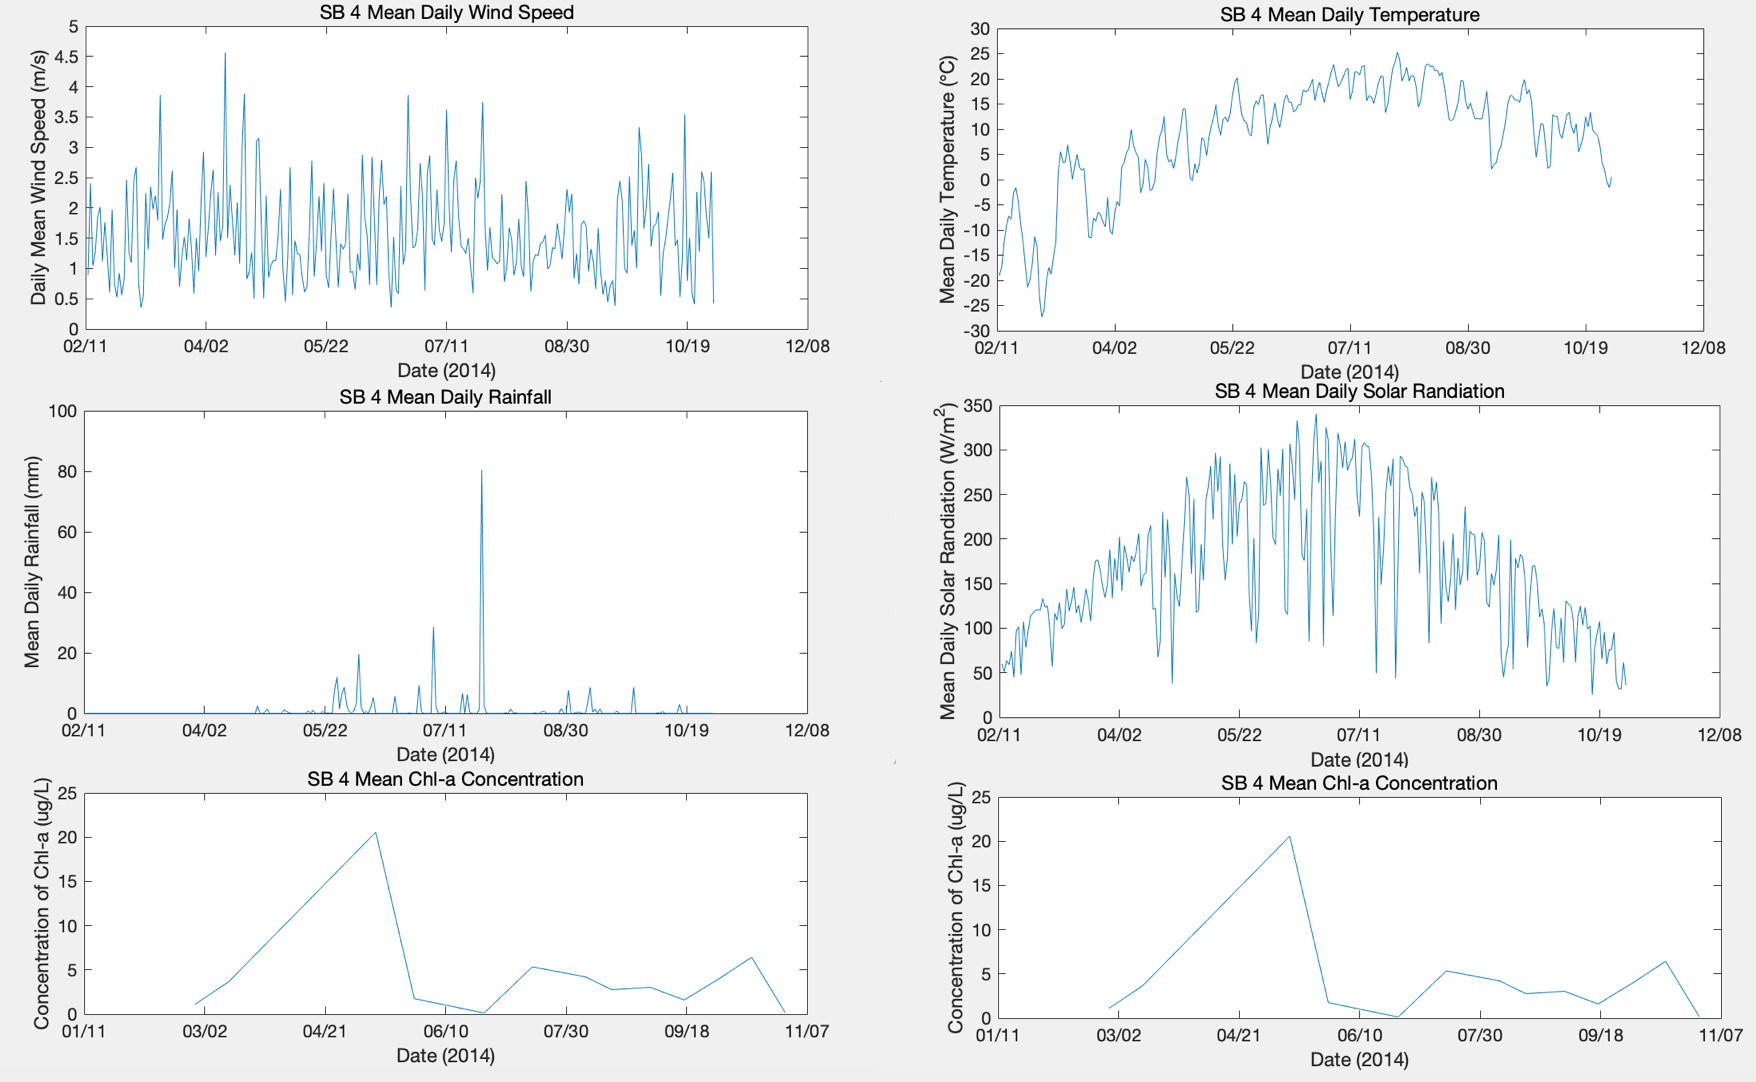 SB 4 Mean Daily Wind Speed
Daily Mean Wind Speed (m/s)
5
4.5
4
3.5
3
2.5
2
1.5
1
0.5
0
02/11 04/02 05/22 07/11 08/30 10/19 12/08
Date (2014)
SB 4 Mean Daily Temperature
Mean Daily Temperature (°C)
30
25
20
15
10
5
0
-5
-10
-15
-20
-25
-30
02/11 04/02 05/22 07/11 08/30 10/19 12/08
Date (2014)
SB 4 Mean Daily Rainfall
Mean Daily Rainfall (mm)
100
80
60
40
20
0
02/11 04/02 05/22 07/11 08/30 10/19 12/08
Date (2014)
SB 4 Mean Daily Solar Randiation
Mean Daily Solar Randiation (W/m²)
350
300
250
200
150
100
50
0
02/11 04/02 05/22 07/11 08/30 10/19 12/08
Date (2014)
SB 4 Mean Chl-a Concentration
Concentration of Chl-a (ug/L)
25
20
15
10
5
0
01/11 03/02 04/21 06/10 07/30 09/18 11/07
Date (2014)
SB 4 Mean Chl-a Concentration
Concentration of Chl-a (ug/L)
25
20
15
10
5
0
01/11 03/02 04/21 06/10 07/30 09/18 11/07
Date (2014)